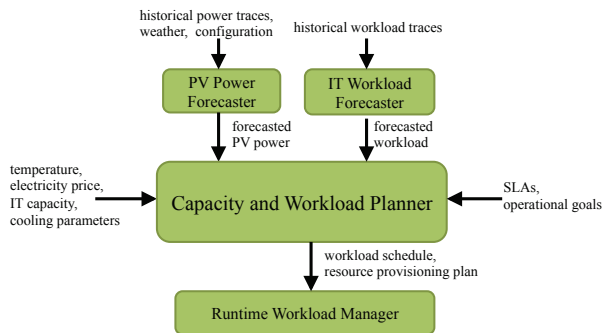 historical power traces,
weather, configuration
historical workload traces
PV Power
Forecaster
IT Workload
Forecaster
forecasted
PV power
forecasted
workload
temperature,
electricity price,
IT capacity,
cooling parameters
Capacity and Workload Planner
SLAs,
operational goals
workload schedule,
resource provisioning plan
Runtime Workload Manager